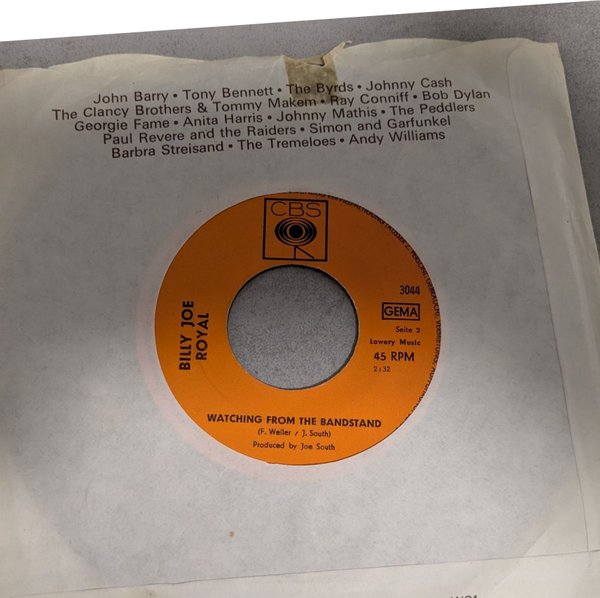 John Barry • Tony Bennett • The Byrds • Johnny Cash
The Clancy Brothers & Tommy Makem • Ray Conniff • Bob Dylan
Georgie Fame • Anita Harris • Johnny Mathis • The Peddlers
Paul Revere and the Raiders • Simon and Garfunkel
Barbra Streisand • The Tremeloes • Andy Williams
CBS
BILLY JOE
ROYAL
3044
GEMA
Seite 2
Lowery Music
45 RPM
2:32
WATCHING FROM THE BANDSTAND
(F. Weller / J. South)
Produced by Joe South